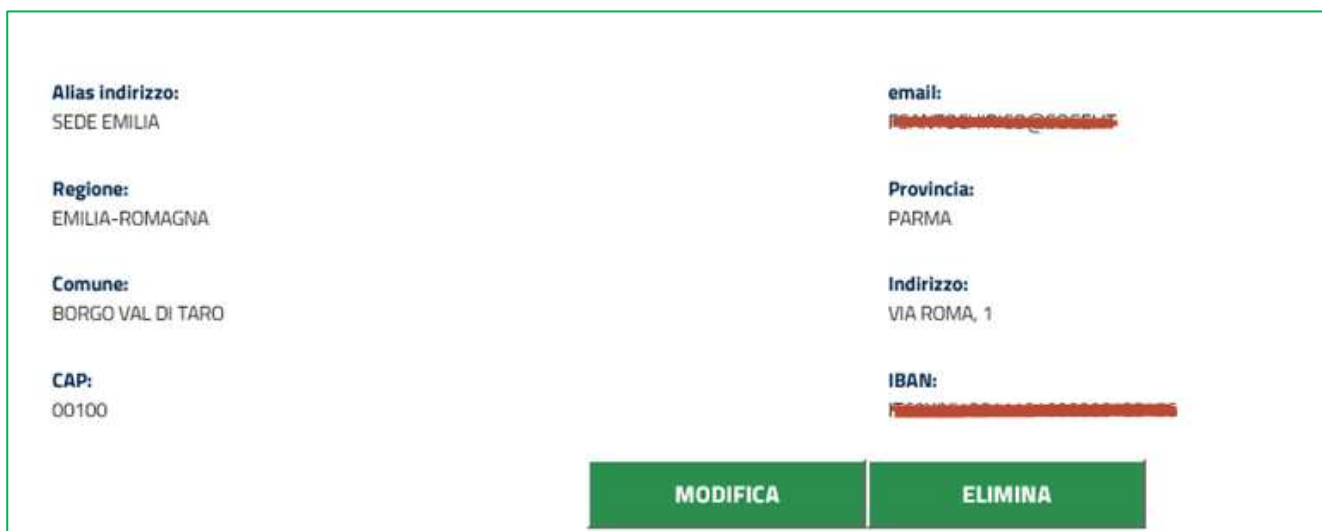 Alias indirizzo:
SEDE EMILIA
email:
Regione:
EMILIA-ROMAGNA
Provincia:
PARMA
Comune:
BORGO VAL DI TARO
Indirizzo:
VIA ROMA, 1
CAP:
00100
IBAN:
MODIFICA
ELIMINA